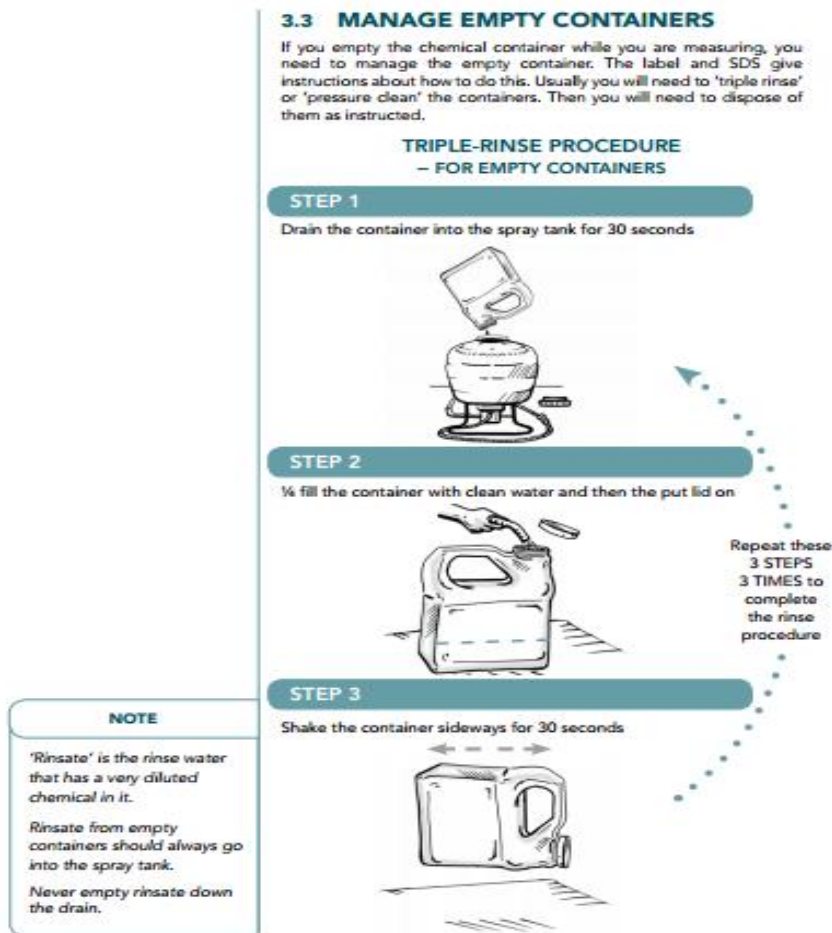 3.3 MANAGE EMPTY CONTAINERS
If you empty the chemical container while you are measuring, you
need to manage the empty container. The label and SDS give
instructions about how to do this. Usually you will need to 'triple rinse'
or 'pressure clean' the containers. Then you will need to dispose of
them as instructed.
TRIPLE-RINSE PROCEDURE
– FOR EMPTY CONTAINERS
STEP 1
Drain the container into the spray tank for 30 seconds
STEP 2
¼ fill the container with clean water and then the put lid on
STEP 3
Shake the container sideways for 30 seconds
Repeat these
3 STEPS
3 TIMES to
complete
the rinse
procedure
NOTE
'Rinsate' is the rinse water
that has a very diluted
chemical in it.
Rinsate from empty
containers should always go
into the spray tank.
Never empty rinsate down
the drain.